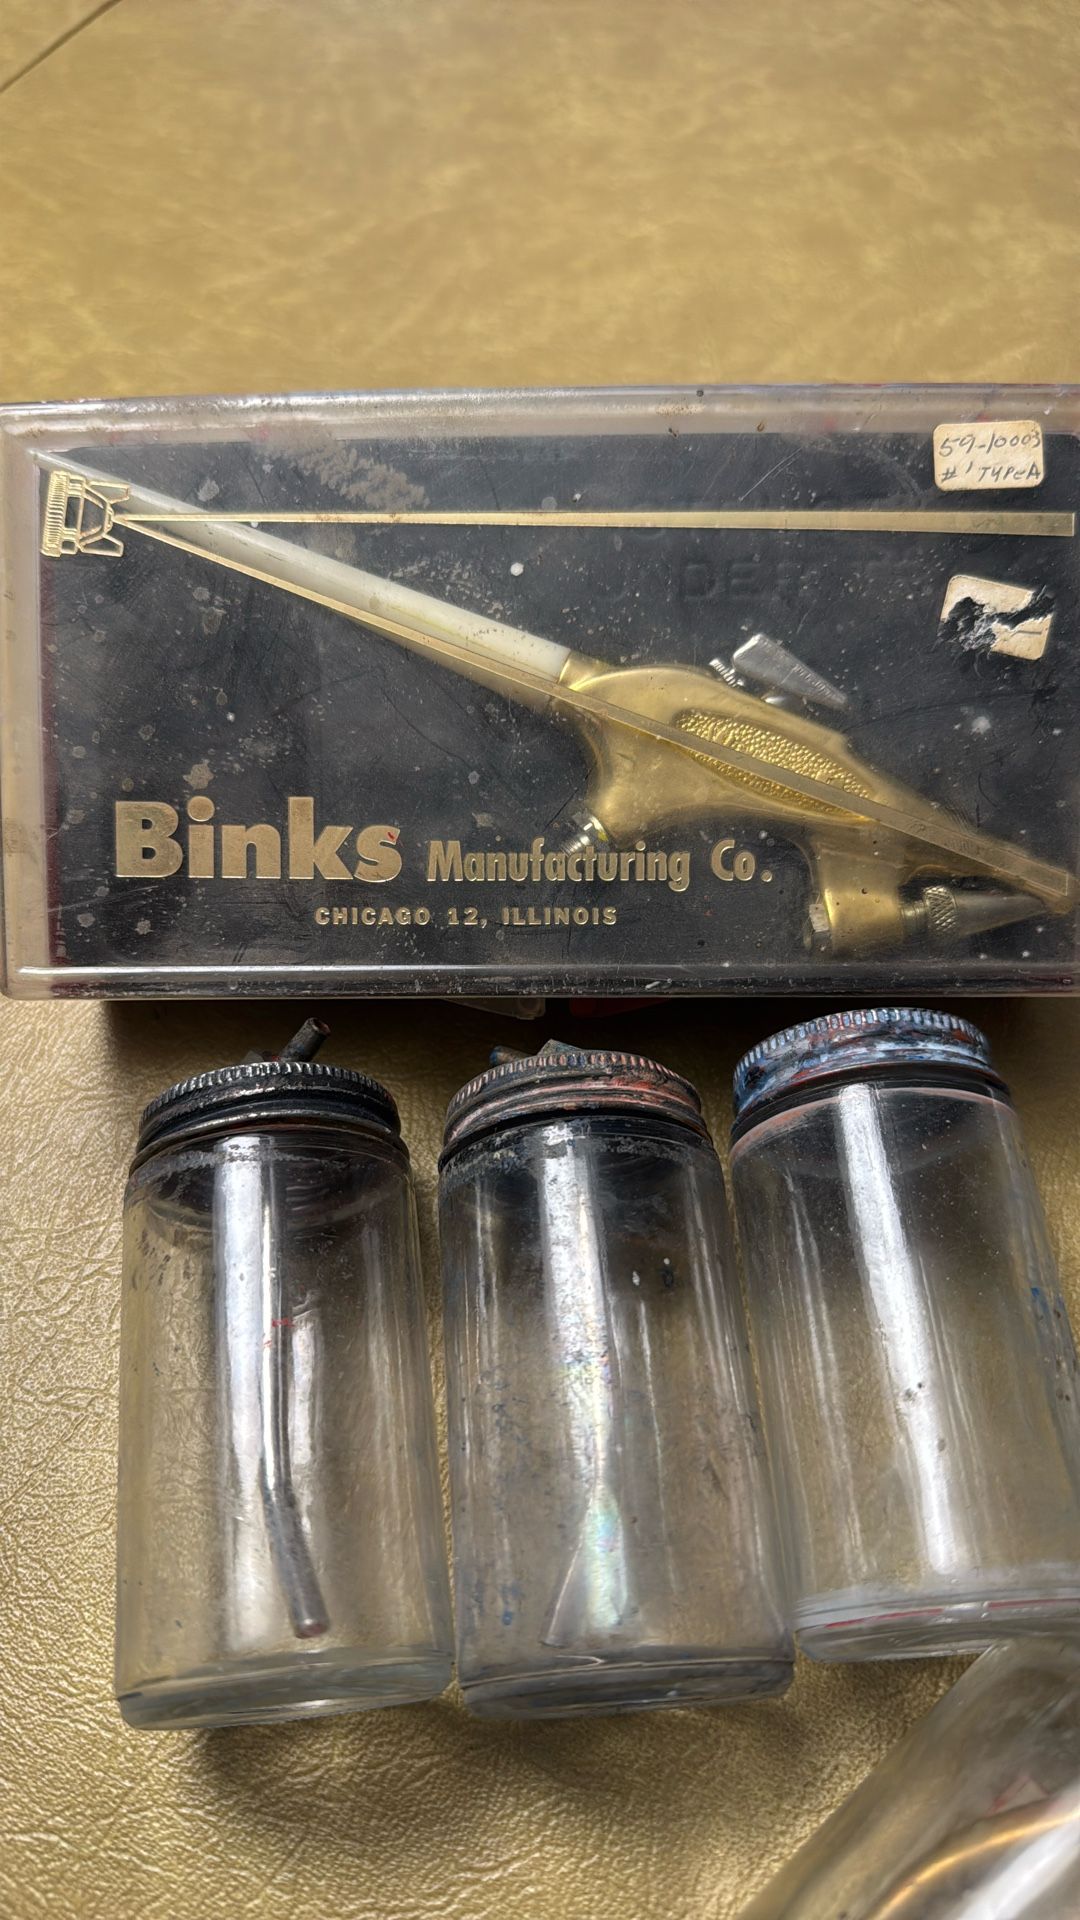 59-10003
#1 TYPE A
Binks Manufacturing Co.
CHICAGO 12, ILLINOIS